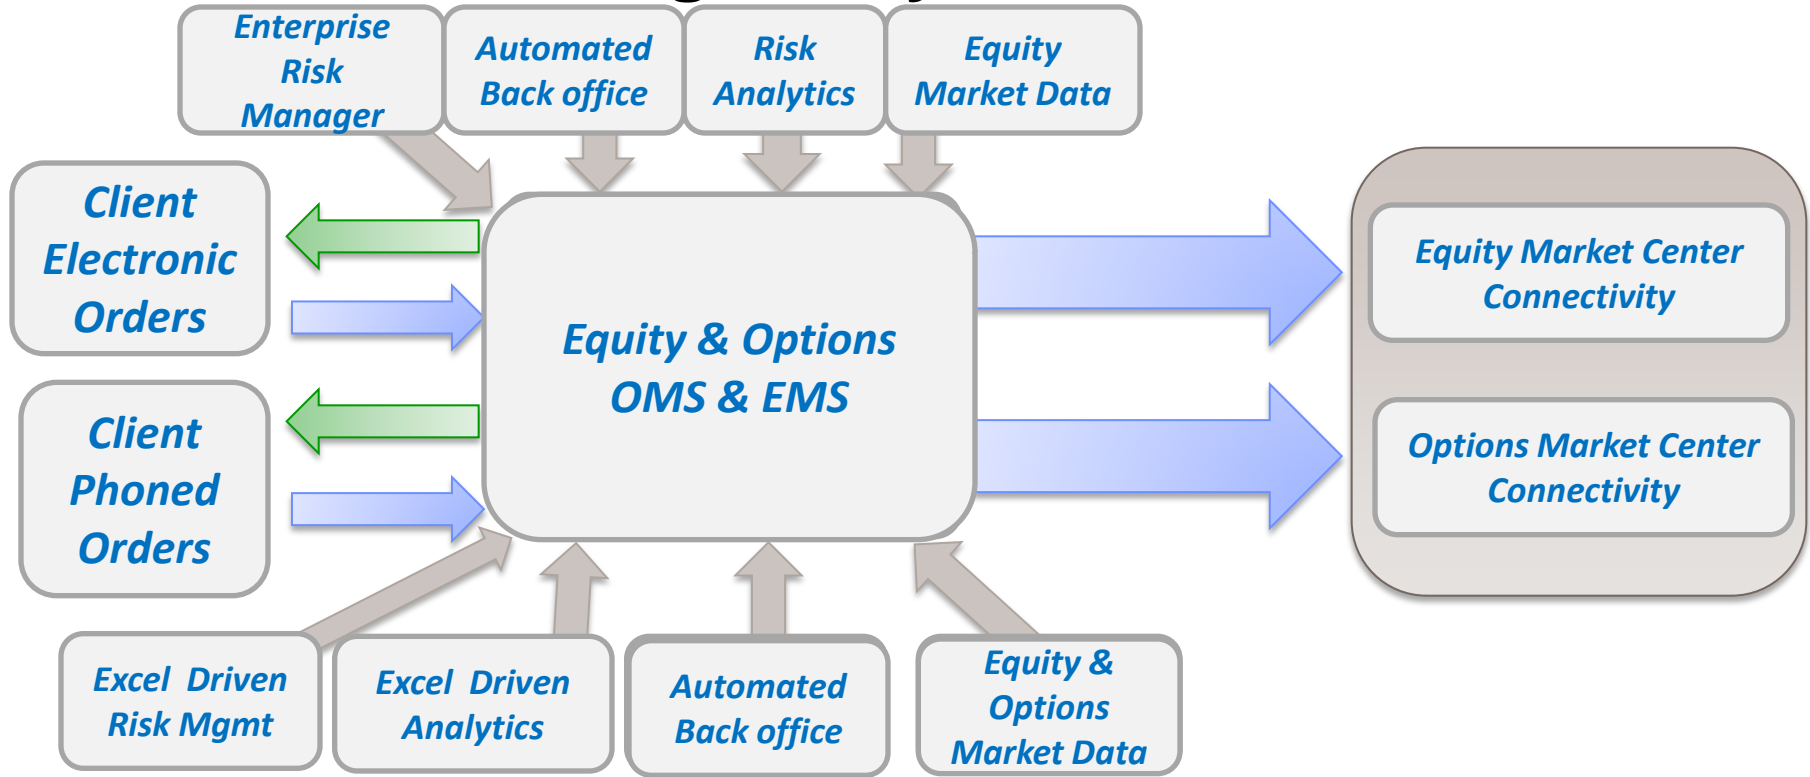 Enterprise
Risk
Manager
Automated
Back office
Risk
Analytics
Equity
Market Data
Client
Electronic
Orders
Equity & Options
OMS & EMS
Equity Market Center
Connectivity
Client
Phoned
Orders
Options Market Center
Connectivity
Excel Driven
Risk Mgmt
Excel Driven
Analytics
Automated
Back office
Equity &
Options
Market Data